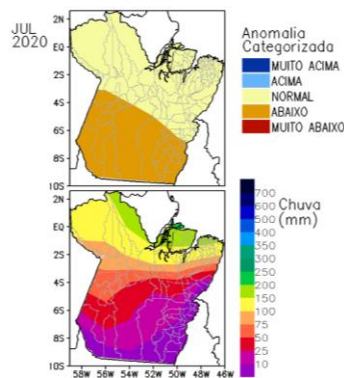 JUL
2020
2N
EQ
2S
4S
6S
8S
10S
Anomalia
Categorizada
MUITO ACIMA
ACIMA
NORMAL
ABAIXO
MUITO ABAIXO
2N
EQ
2S
4S
6S
8S
10S
58W 56W 54W 52W 50W 48W 46W
Chuva
(mm)
700
600
500
400
350
300
250
200
150
100
75
50
25
10